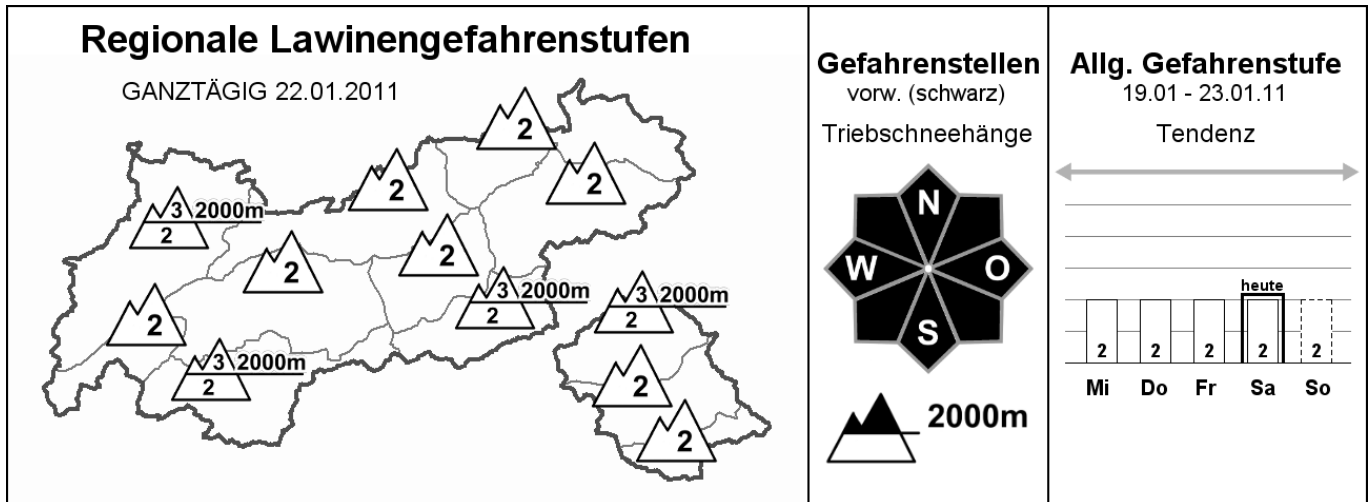 Regionale Lawinengefahrenstufen
GANZTÄGIG 22.01.2011
2
2
2
3 2000m
2
2
2
3 2000m
2
3 2000m
2
2
3 2000m
2
2
2
Gefahrenstellen
vorw. (schwarz)
Triebschneehänge
N
W O
S
2000m
Allg. Gefahrenstufe
19.01 - 23.01.11
Tendenz
heute
2 2 2 2 2
Mi Do Fr Sa So